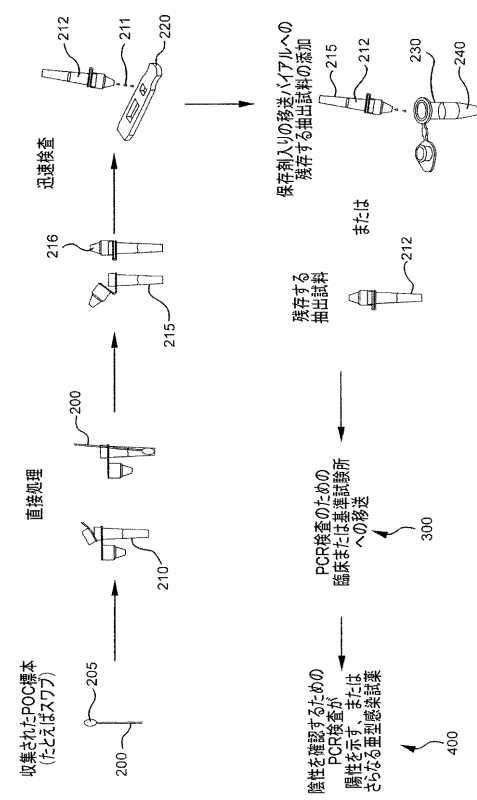 収集されたPOC標本
(たとえばスワブ)
205
200
直接処理
210
200
215
216
迅速検査
212
211
220
保存剤入りの移送バイアルへの
残存する抽出試料の添加
215
212
230
240
または
残存する
抽出試料
212
PCR検査のための
臨床または基準試験所
への移送
300
陰性を確認するための
PCR検査が
陽性を示す、または
さらなる亜型感染試薬
400